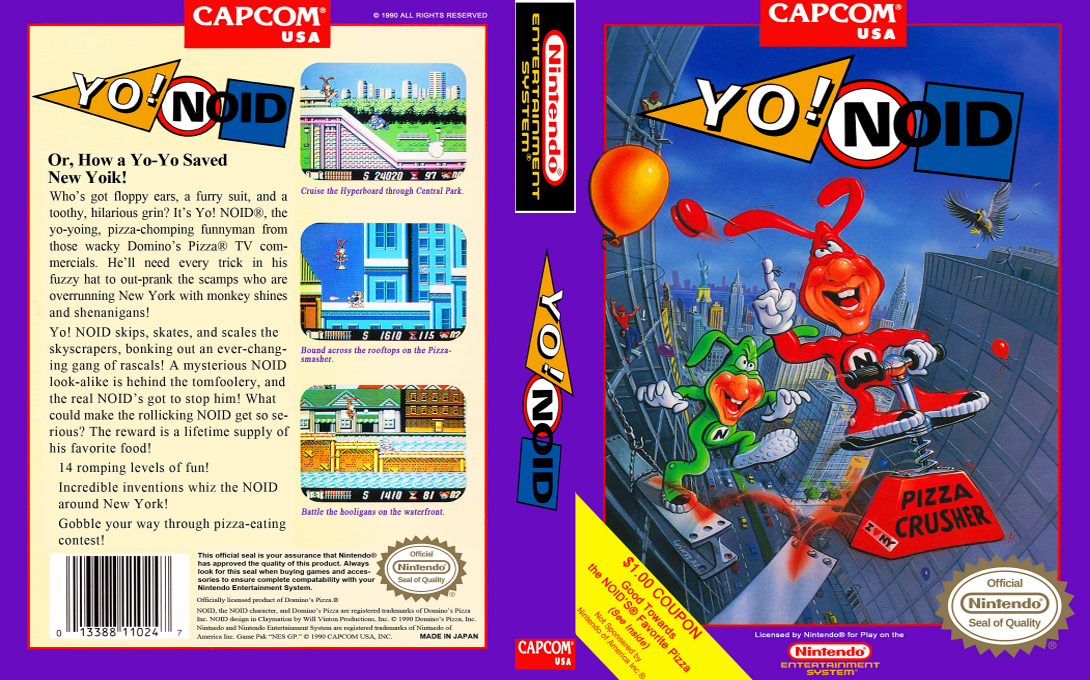 CAPCOM®
USA
© 1990 ALL RIGHTS RESERVED
YO! NOID
Or, How a Yo-Yo Saved
New Yoik!
Who's got floppy ears, a furry suit, and a
toothy, hilarious grin? It's Yo! NOID®, the
yo-yoing, pizza-chomping funnyman from
those wacky Domino's Pizza® TV com-
mercials. He'll need every trick in his
fuzzy hat to out-prank the scamps who are
overrunning New York with monkey shines
and shenanigans!
Yo! NOID skips, skates, and scales the
skyscrapers, bonking out an ever-chang-
ing gang of rascals! A mysterious NOID
look-alike is hehind the tomfoolery, and
the real NOID's got to stop him! What
could make the rollicking NOID get so se-
rious? The reward is a lifetime supply of
his favorite food!
14 romping levels of fun!
Incredible inventions whiz the NOID
around New York!
Gobble your way through pizza-eating
contest!
S 24020 97
Cruise the Hyperboard through Central Park.
S 1610 115
Bound across the rooftops on the Pizza-
smasher.
S 1410 81
Battle the hooligans on the waterfront.
0 13388 11024 7
This official seal is your assurance that Nintendo®
has approved the quality of this product. Always
look for this seal when buying games and acces-
sories to ensure complete compatability with your
Nintendo Entertainment System.
Official
Nintendo®
Seal of Quality
®
Officially licensed product of Domino's Pizza.®
NOID, the NOID character, and Domino's Pizza are registered trademarks of Domino's Pizza
Inc. NOID design in Claymation by Will Vinton Productions, Inc. © 1990 Domino's Pizza, Inc.
Nintendo and Nintendo Entertainment System are registered trademarks of Nintnedo of
America Inc. Game Pak "NES GP." © 1990 CAPCOM USA, INC.
MADE IN JAPAN
Nintendo®
ENTERTAINMENT
SYSTEM®
YO! NOID
CAPCOM®
USA
CAPCOM®
USA
YO! NOID
N
N
PIZZA
CRUSHER
I ♥ NY
$1.00 COUPON
Good Towards
the NOID'S® Favorite Pizza
(See Inside)
Not Sponsored by
Nintendo of America Inc.®
Official
Nintendo®
Seal of Quality
®
Licensed by Nintendo® for Play on the
Nintendo®
ENTERTAINMENT
SYSTEM®